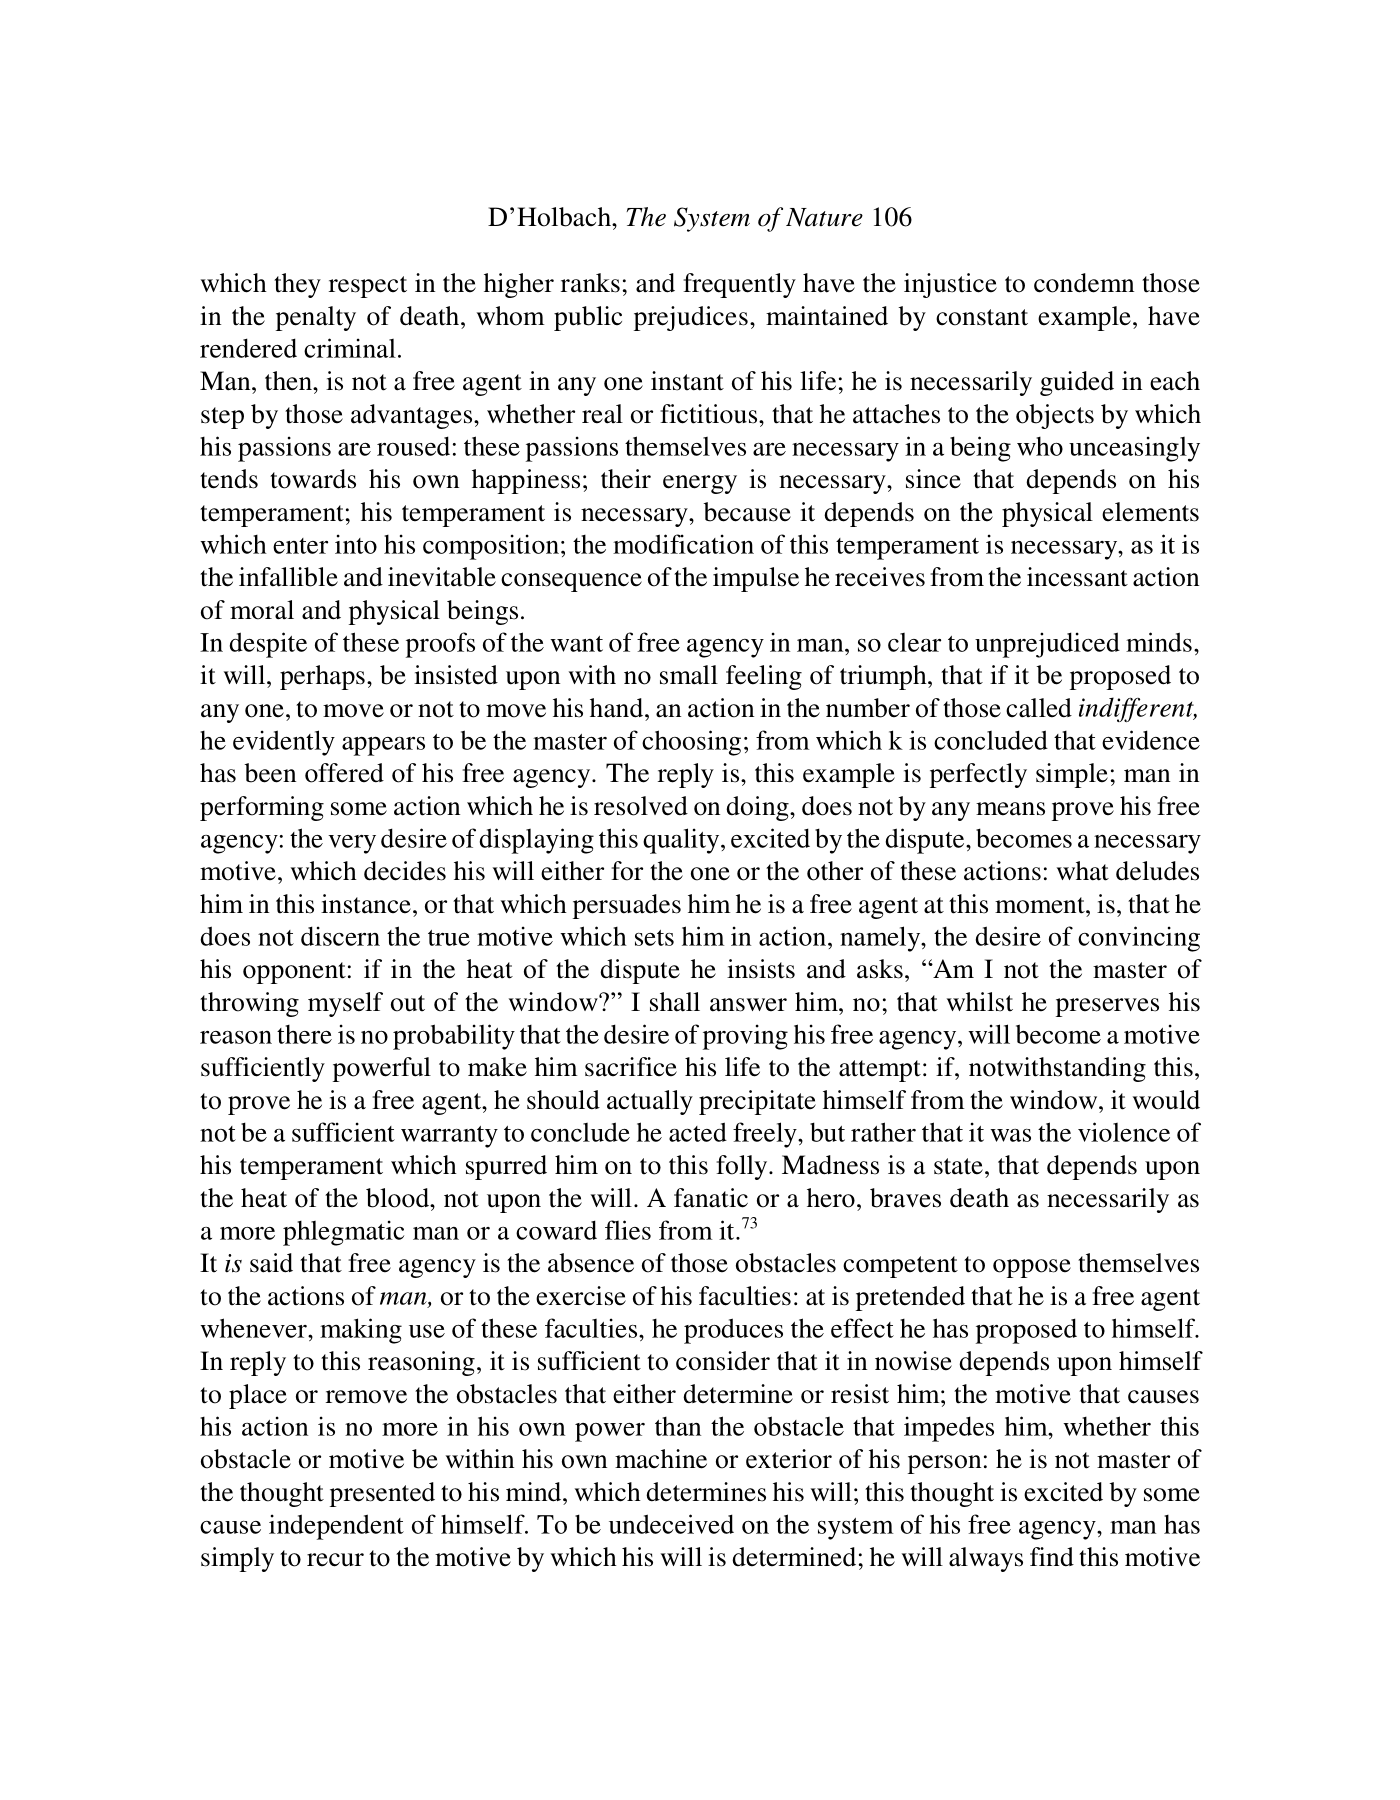 D’Holbach, The System of Nature 106
which they respect in the higher ranks; and frequently have the injustice to condemn those
in the penalty of death, whom public prejudices, maintained by constant example, have
rendered criminal.
Man, then, is not a free agent in any one instant of his life; he is necessarily guided in each
step by those advantages, whether real or fictitious, that he attaches to the objects by which
his passions are roused: these passions themselves are necessary in a being who unceasingly
tends towards his own happiness; their energy is necessary, since that depends on his
temperament; his temperament is necessary, because it depends on the physical elements
which enter into his composition; the modification of this temperament is necessary, as it is
the infallible and inevitable consequence of the impulse he receives from the incessant action
of moral and physical beings.
In despite of these proofs of the want of free agency in man, so clear to unprejudiced minds,
it will, perhaps, be insisted upon with no small feeling of triumph, that if it be proposed to
any one, to move or not to move his hand, an action in the number of those called indifferent,
he evidently appears to be the master of choosing; from which k is concluded that evidence
has been offered of his free agency. The reply is, this example is perfectly simple; man in
performing some action which he is resolved on doing, does not by any means prove his free
agency: the very desire of displaying this quality, excited by the dispute, becomes a necessary
motive, which decides his will either for the one or the other of these actions: what deludes
him in this instance, or that which persuades him he is a free agent at this moment, is, that he
does not discern the true motive which sets him in action, namely, the desire of convincing
his opponent: if in the heat of the dispute he insists and asks, “Am I not the master of
throwing myself out of the window?” I shall answer him, no; that whilst he preserves his
reason there is no probability that the desire of proving his free agency, will become a motive
sufficiently powerful to make him sacrifice his life to the attempt: if, notwithstanding this,
to prove he is a free agent, he should actually precipitate himself from the window, it would
not be a sufficient warranty to conclude he acted freely, but rather that it was the violence of
his temperament which spurred him on to this folly. Madness is a state, that depends upon
the heat of the blood, not upon the will. A fanatic or a hero, braves death as necessarily as
a more phlegmatic man or a coward flies from it.73
It is said that free agency is the absence of those obstacles competent to oppose themselves
to the actions of man, or to the exercise of his faculties: at is pretended that he is a free agent
whenever, making use of these faculties, he produces the effect he has proposed to himself.
In reply to this reasoning, it is sufficient to consider that it in nowise depends upon himself
to place or remove the obstacles that either determine or resist him; the motive that causes
his action is no more in his own power than the obstacle that impedes him, whether this
obstacle or motive be within his own machine or exterior of his person: he is not master of
the thought presented to his mind, which determines his will; this thought is excited by some
cause independent of himself. To be undeceived on the system of his free agency, man has
simply to recur to the motive by which his will is determined; he will always find this motive